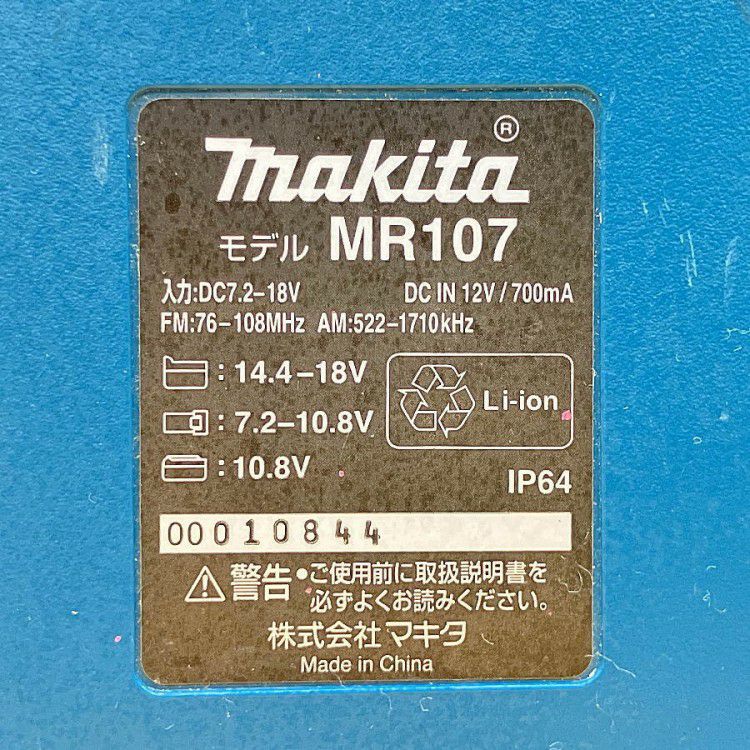 makita®
モデル MR107
入力:DC7.2-18V DC IN 12V/700mA
FM:76-108MHz AM:522-1710kHz
:14.4-18V
Li-ion
:7.2-10.8V
:10.8V
IP64
00010844
警告 •ご使用前に取扱説明書を
必ずよくお読みください。
株式会社マキタ
Made in China